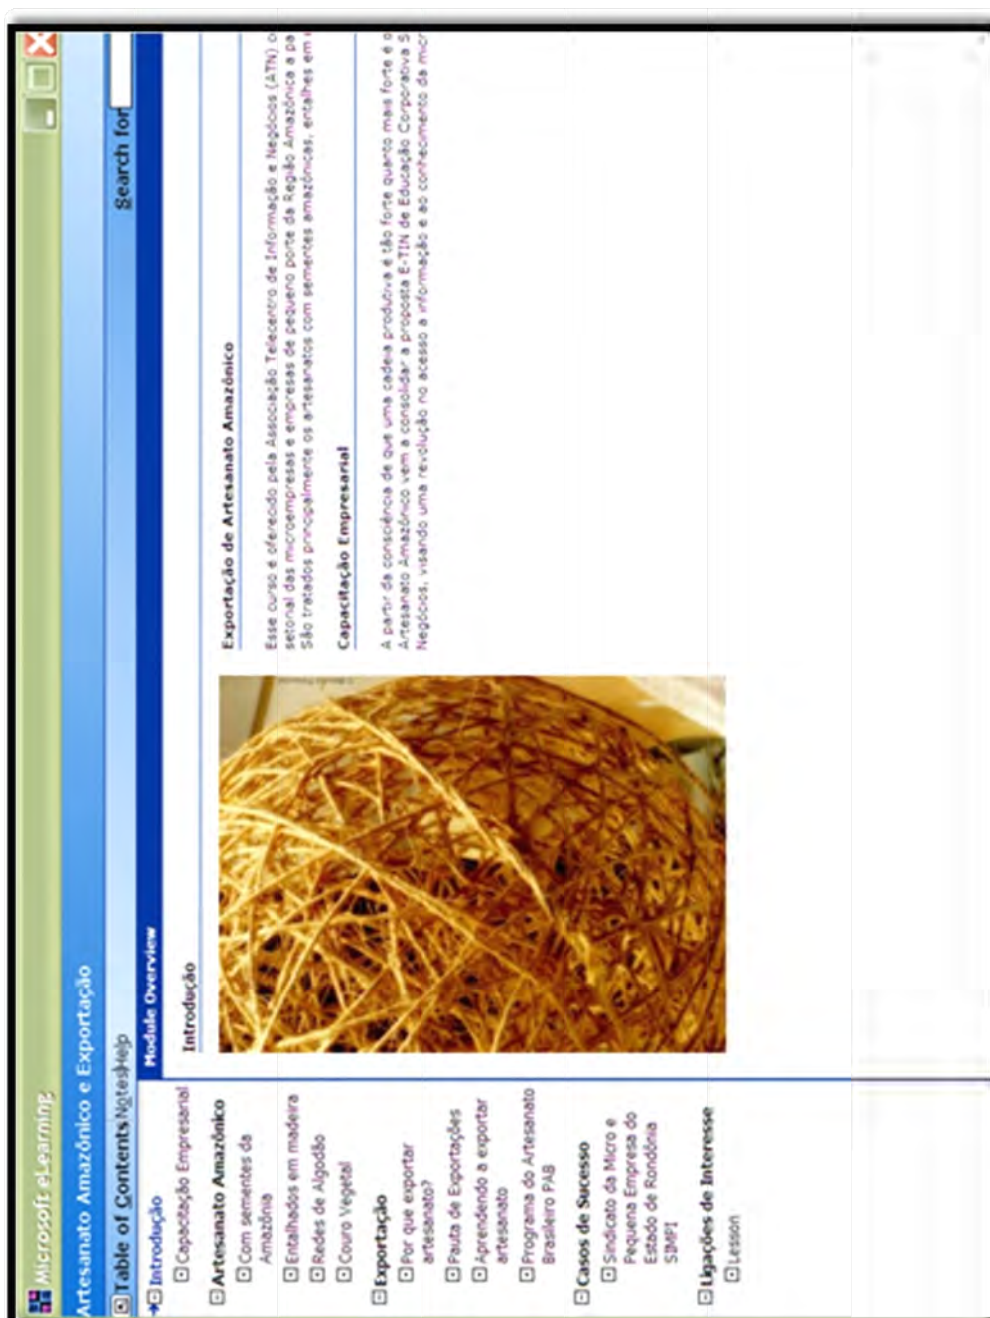 Microsoft eLearning
Artesanato Amazônico e Exportação
Table of Contents Notes Help
Search for
Introdução
Capacitação Empresarial
Artesanato Amazônico
Com sementes da
Amazônia
Entalhados em madeira
Redes de Algodão
Couro Vegetal
Exportação
Por que exportar
artesanato?
Pauta de Exportações
Aprendendo a exportar
artesanato
Programa do Artesanato
Brasileiro PAB
Casos de Sucesso
Sindicato da Micro e
Pequena Empresa do
Estado de Rondônia
SIMPI
Ligações de Interesse
Lesson
Module Overview
Introdução
Exportação de Artesanato Amazônico
Esse curso é oferecido pela Associação Telecentro de Informação e Negócios (ATN)
setorial das microempresas e empresas de pequeno porte da Região Amazônica a pa
São tratados principalmente os artesanatos com sementes amazônicas, entalhes em
Capacitação Empresarial
A partir da consciência de que uma cadeia produtiva é tão forte quanto mais forte é o
Artesanato Amazônico vem a consolidar a proposta E-TIN de Educação Corporativa S
Negócios, visando uma revolução no acesso a informação e ao conhecimento da micr